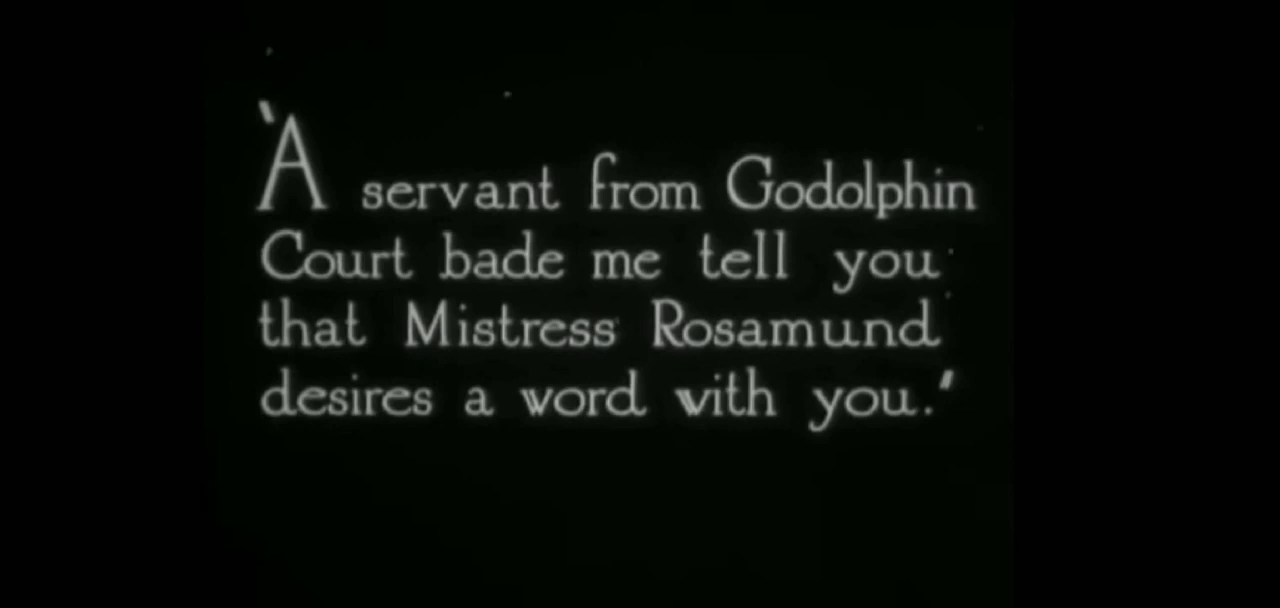 'A servant from Godolphin
Court bade me tell you
that Mistress Rosamund
desires a word with you.'